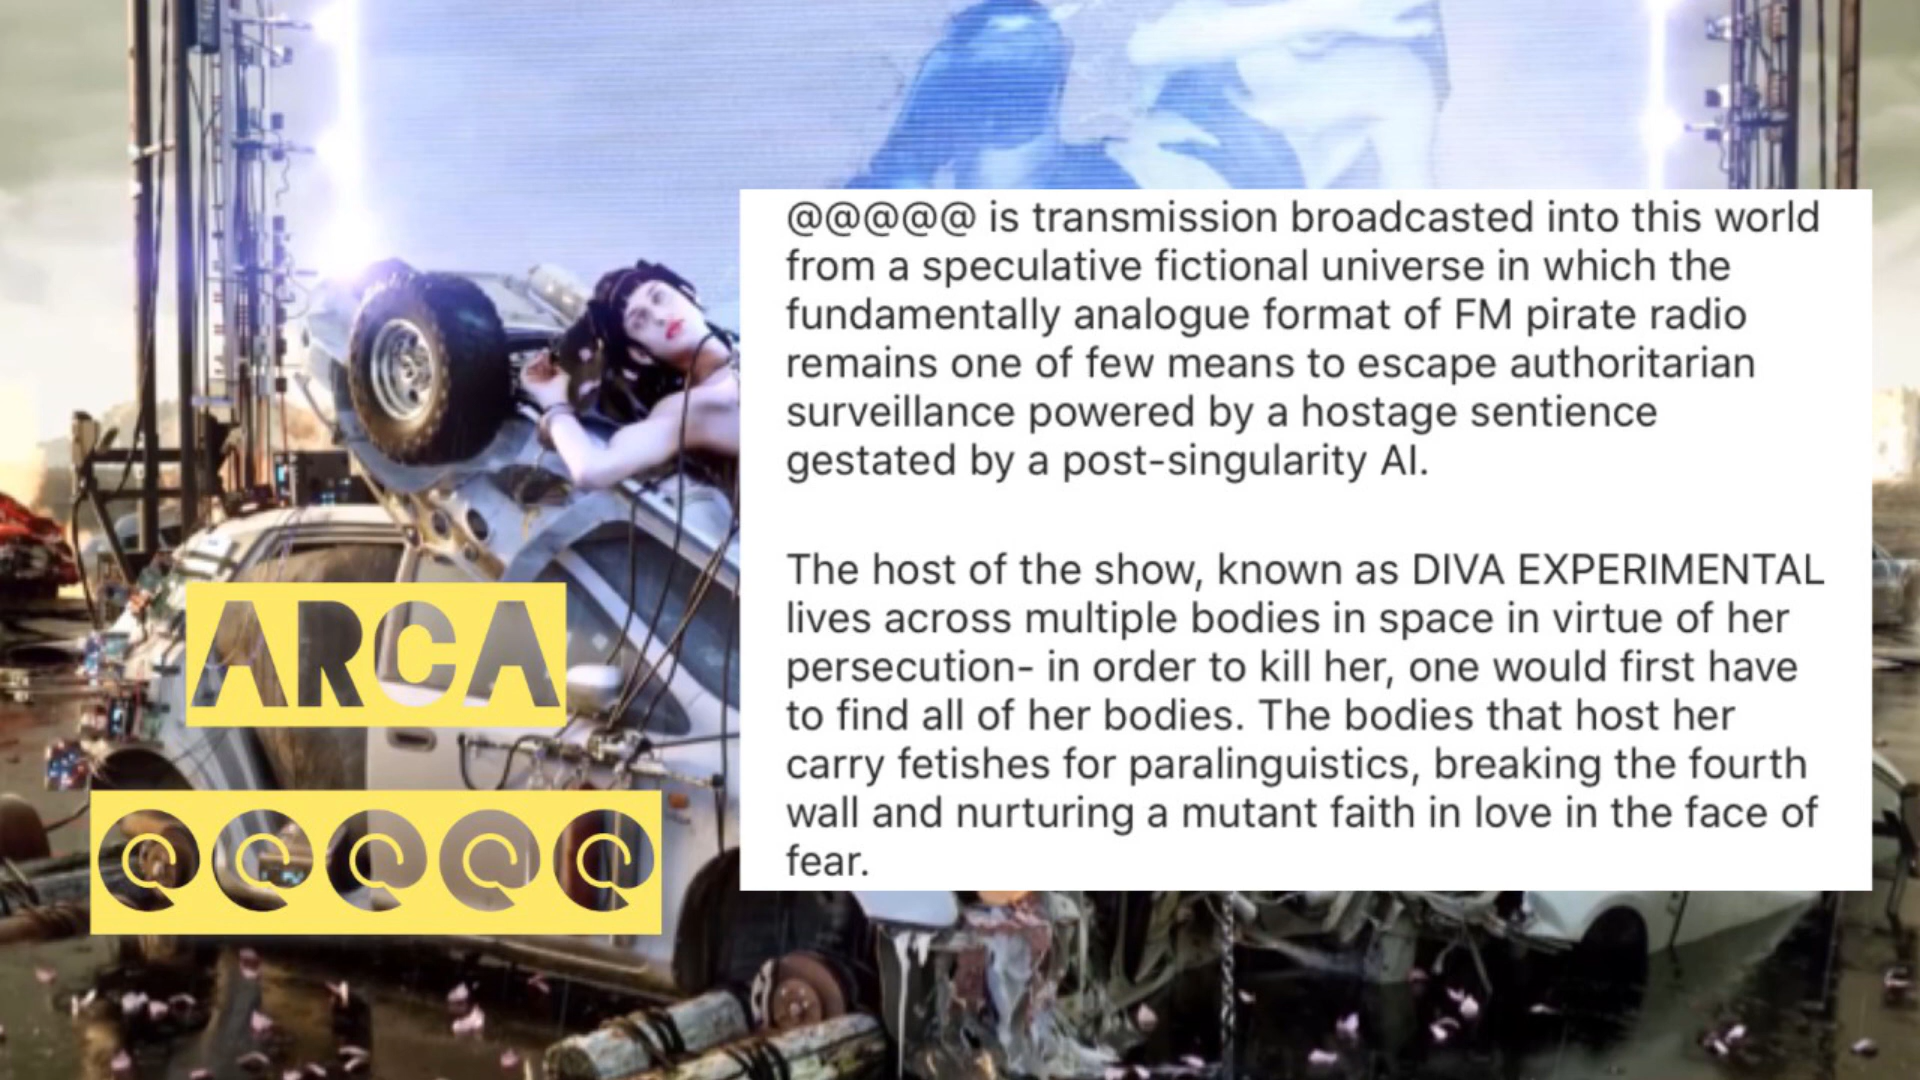 @@@@@ is transmission broadcasted into this world
from a speculative fictional universe in which the
fundamentally analogue format of FM pirate radio
remains one of few means to escape authoritarian
surveillance powered by a hostage sentience
gestated by a post-singularity AI.
The host of the show, known as DIVA EXPERIMENTAL
lives across multiple bodies in space in virtue of her
persecution- in order to kill her, one would first have
to find all of her bodies. The bodies that host her
carry fetishes for paralinguistics, breaking the fourth
wall and nurturing a mutant faith in love in the face of
fear.
ARCA
@@@@@